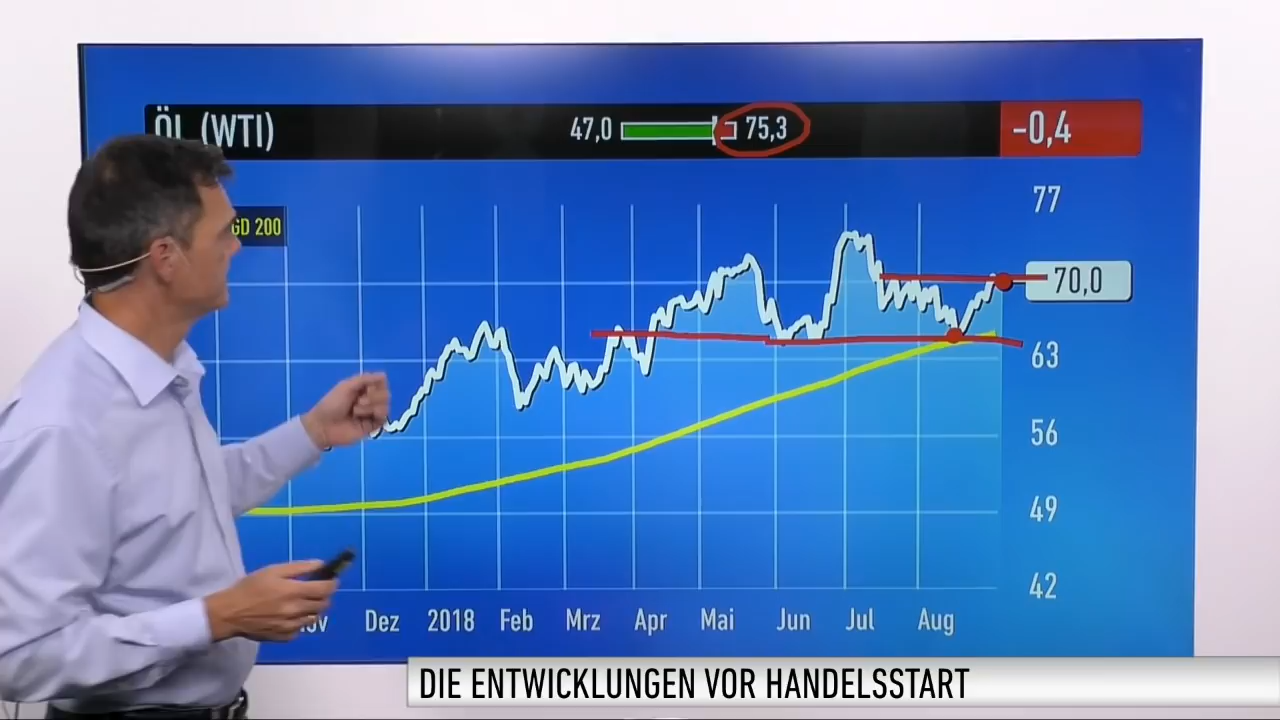 ÖL (WTI) 47,0 75,3 -0,4
77
GD 200
70,0
63
56
49
42
Dez 2018 Feb Mrz Apr Mai Jun Jul Aug
DIE ENTWICKLUNGEN VOR HANDELSSTART